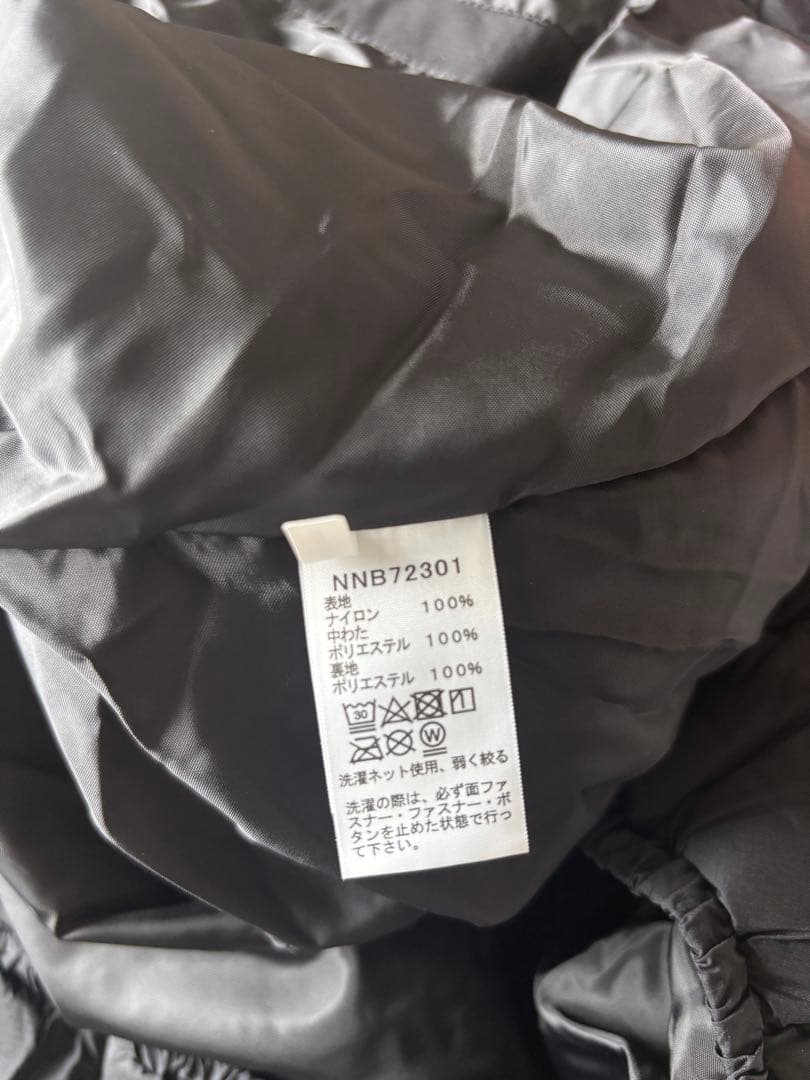 NNB72301
表地
ナイロン 100%
中わた
ポリエステル 100%
裏地
ポリエステル 100%
30
W
洗濯ネット使用、弱く絞る
洗濯の際は、必ず面ファ
スナー・ファスナー・ボ
タンを止めた状態で行っ
て下さい。